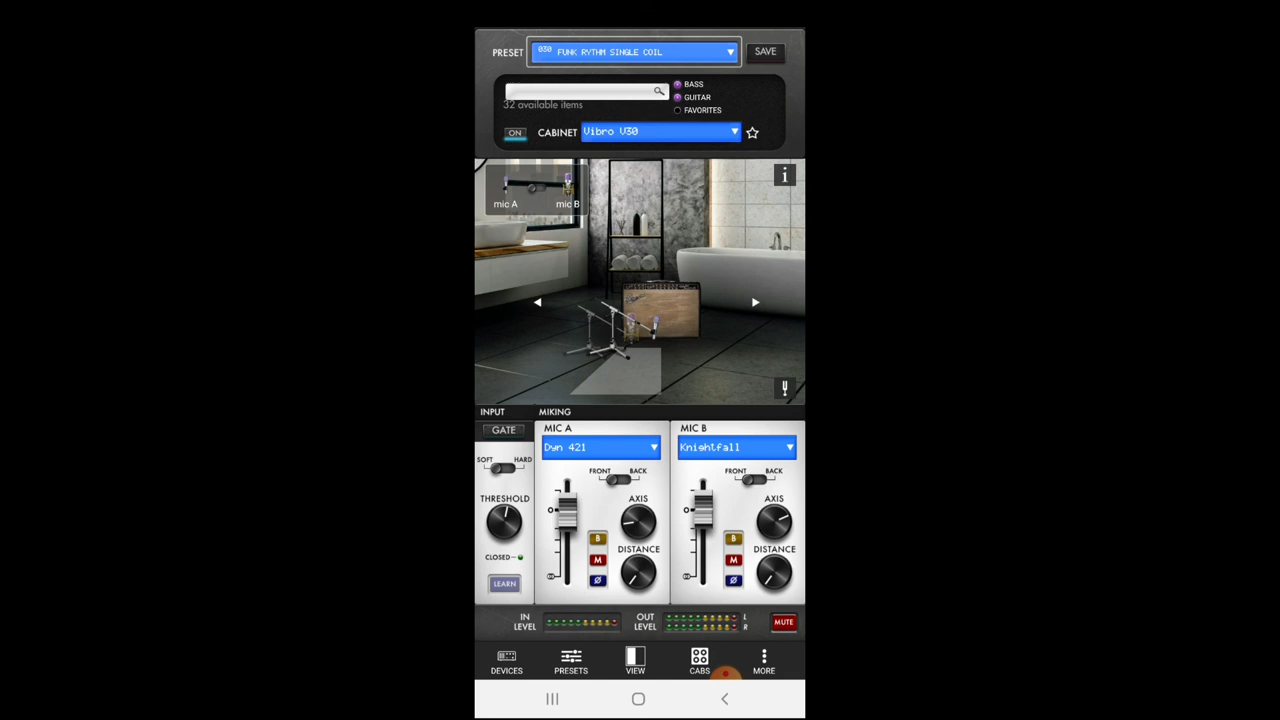 PRESET 030 FUNK RYTHM SINGLE COIL SAVE
BASS
GUITAR
32 available items
FAVORITES
ON CABINET Vibro V30
i
mic A mic B
INPUT MIKING
GATE
MIC A MIC B
Dyn 421 Knightfall
SOFT HARD
FRONT BACK FRONT BACK
THRESHOLD
AXIS AXIS
B B
DISTANCE DISTANCE
CLOSED
M M
LEARN
Ø Ø
IN LEVEL
OUT LEVEL
L
R
MUTE
DEVICES PRESETS VIEW CABS MORE